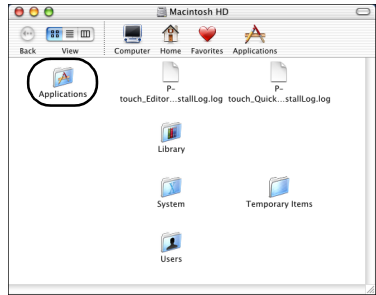 Macintosh HD
Back View Computer Home Favorites Applications
Applications
P-
touch_Editor...stallLog.log
P-
touch_Quick...stallLog.log
Library
System
Temporary Items
Users